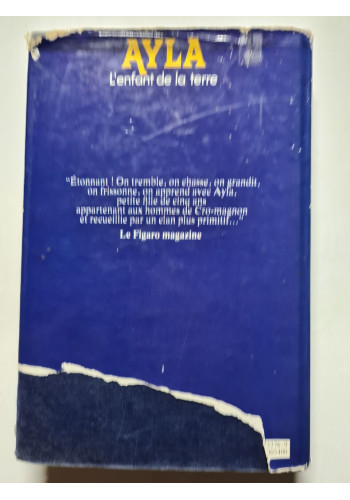 AYLA
L'enfant de la terre
"Étonnant ! On tremble, on chasse, on grandit,
on frissonne, on apprend avec Ayla,
petite fille de cinq ans
appartenant aux hommes de Cro-magnon
et recueillie par un clan plus primitif..."
Le Figaro magazine